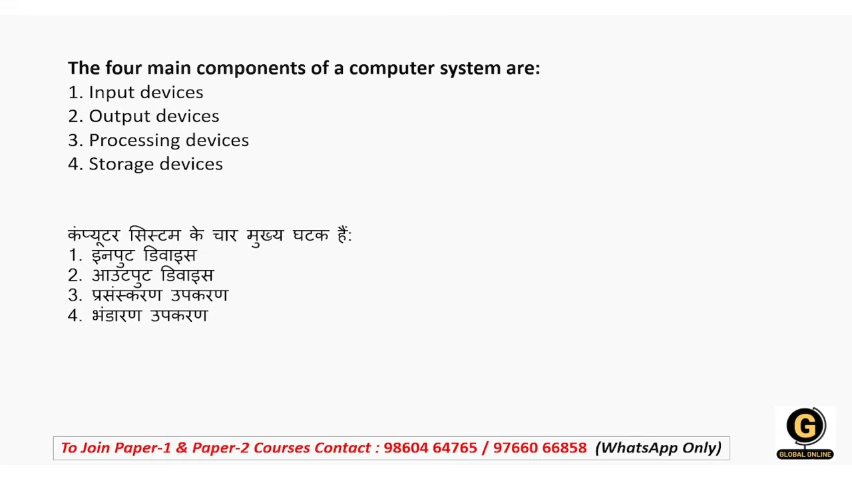 The four main components of a computer system are:
1. Input devices
2. Output devices
3. Processing devices
4. Storage devices
कंप्यूटर सिस्टम के चार मुख्य घटक हैं:
1. इनपुट डिवाइस
2. आउटपुट डिवाइस
3. प्रसंस्करण उपकरण
4. भंडारण उपकरण
To Join Paper-1 & Paper-2 Courses Contact : 98604 64765 / 97660 66858 (WhatsApp Only)
G
GLOBAL ONLINE